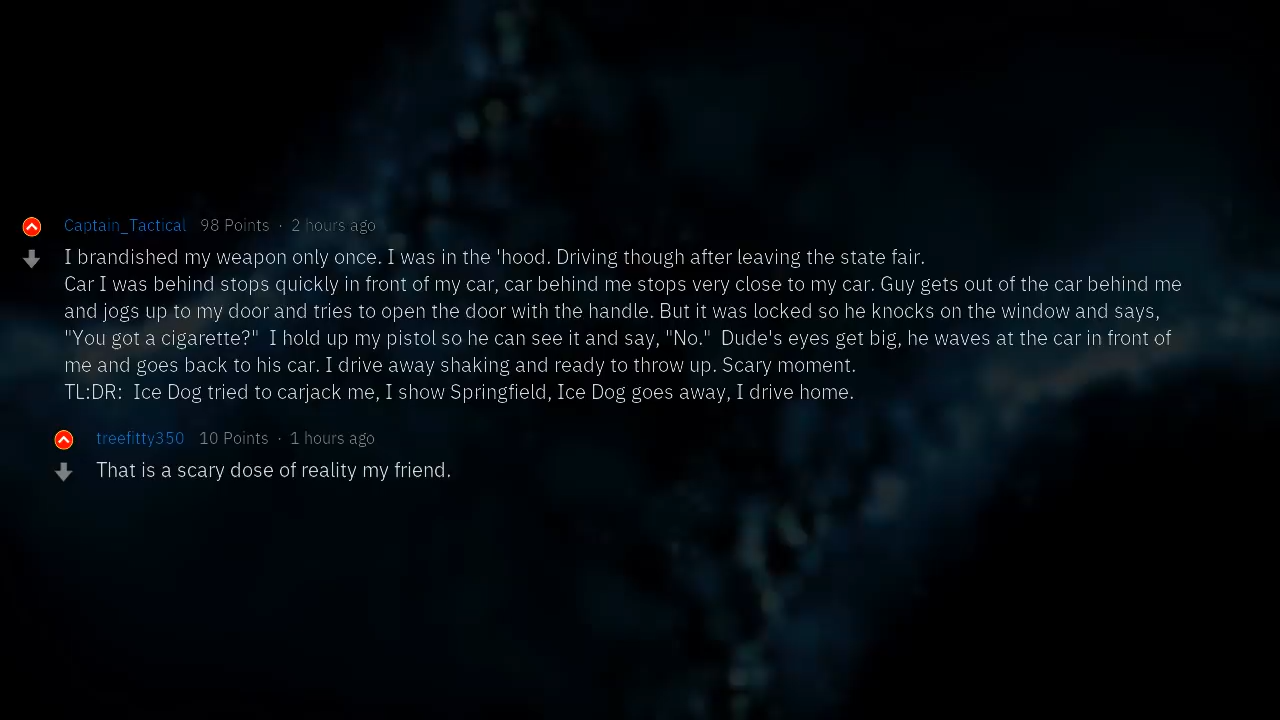 Captain_Tactical 98 Points · 2 hours ago
I brandished my weapon only once. I was in the 'hood. Driving though after leaving the state fair.
Car I was behind stops quickly in front of my car, car behind me stops very close to my car. Guy gets out of the car behind me
and jogs up to my door and tries to open the door with the handle. But it was locked so he knocks on the window and says,
"You got a cigarette?"  I hold up my pistol so he can see it and say, "No."  Dude's eyes get big, he waves at the car in front of
me and goes back to his car. I drive away shaking and ready to throw up. Scary moment.
TL:DR:  Ice Dog tried to carjack me, I show Springfield, Ice Dog goes away, I drive home.
treefitty350 10 Points · 1 hours ago
That is a scary dose of reality my friend.